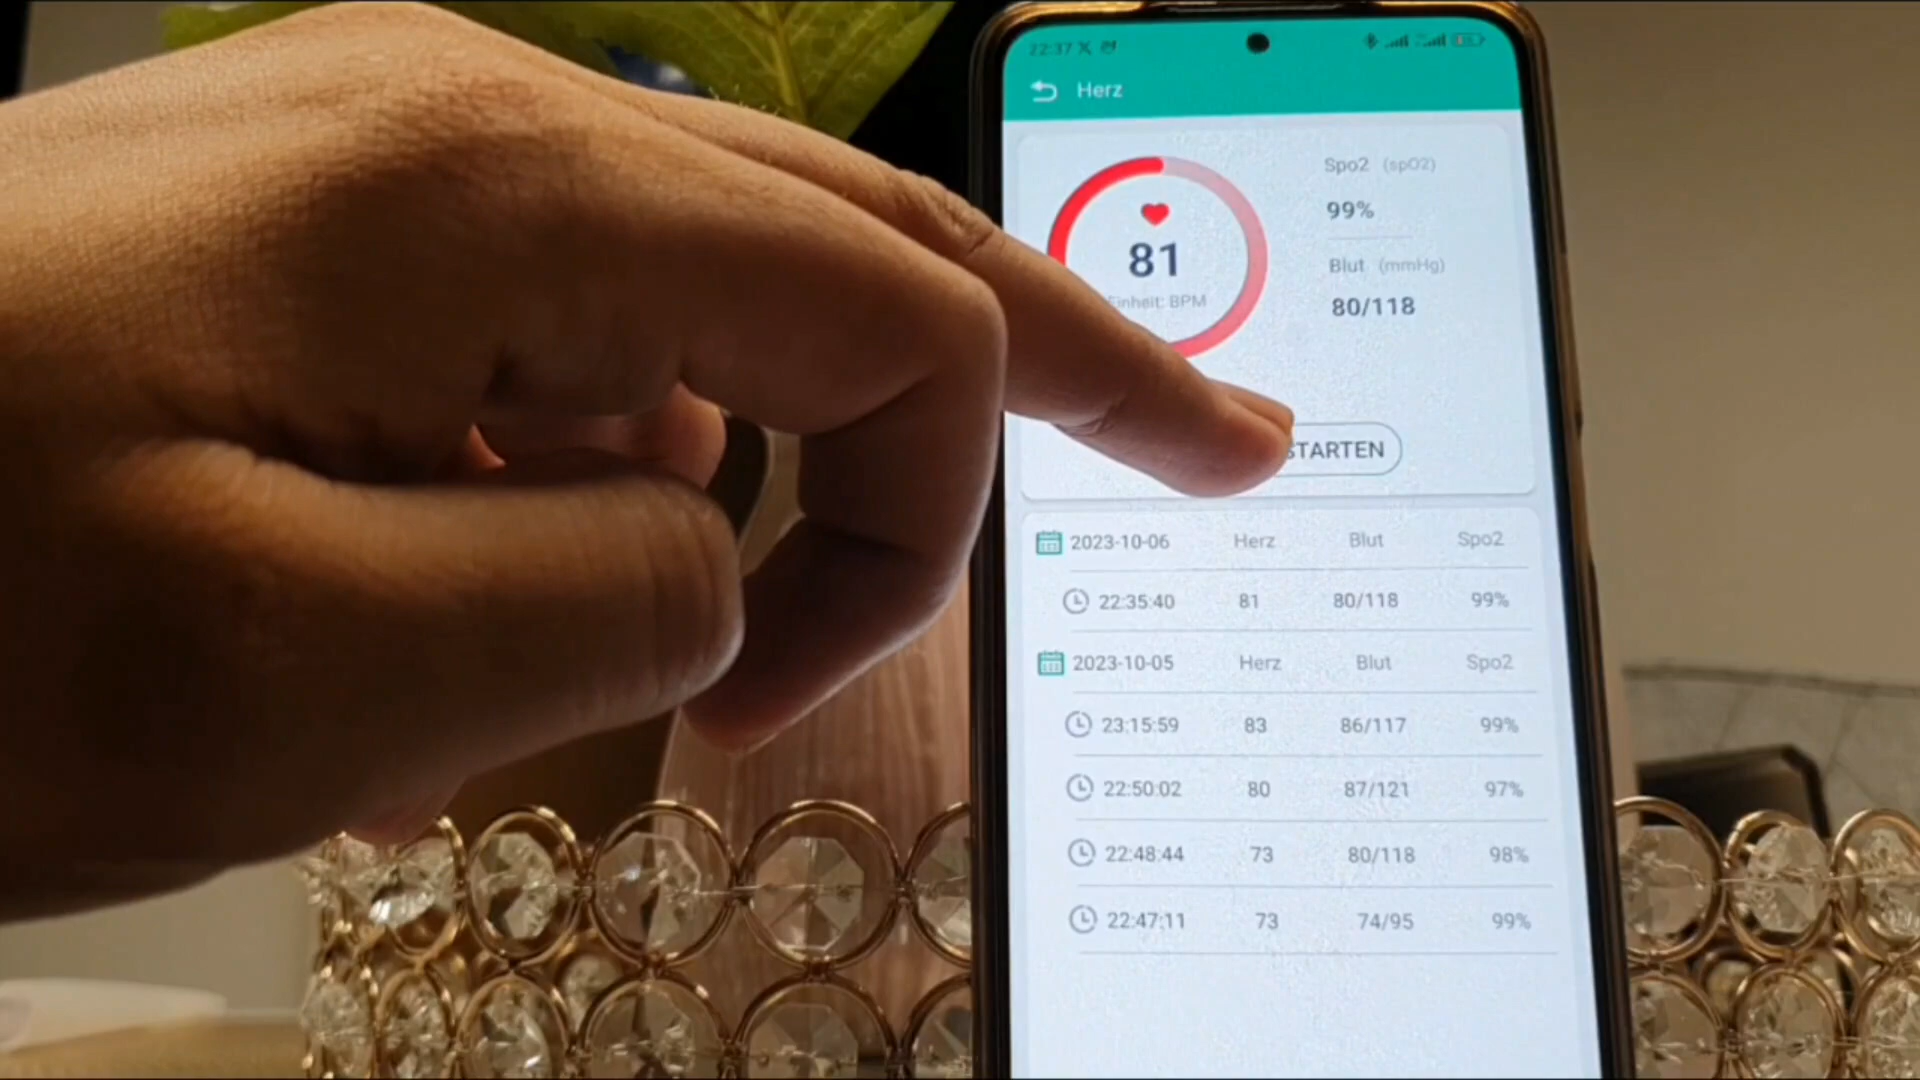 22:37
Herz
Spo2 (spO2)
99%
81
Einheit: BPM
Blut (mmHg)
80/118
STARTEN
2023-10-06 Herz Blut Spo2
22:35:40 81 80/118 99%
2023-10-05 Herz Blut Spo2
23:15:59 83 86/117 99%
22:50:02 80 87/121 97%
22:48:44 73 80/118 98%
22:47:11 73 74/95 99%